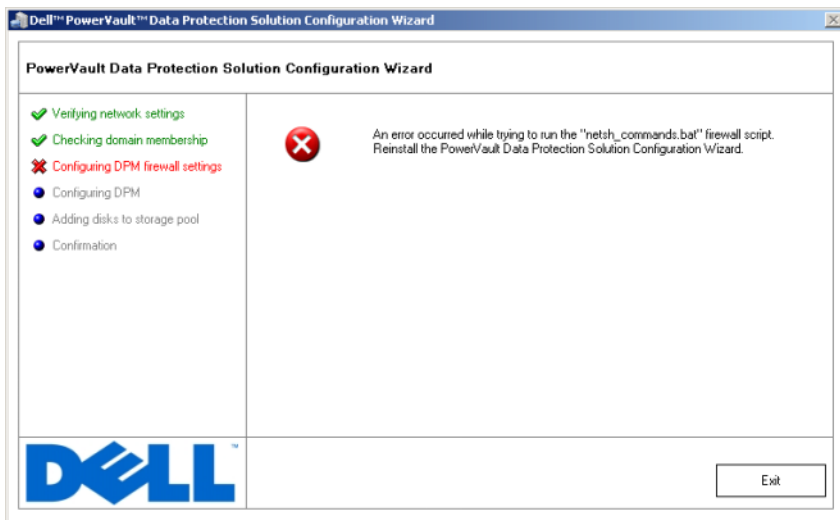 Dell™ PowerVault™ Data Protection Solution Configuration Wizard
PowerVault Data Protection Solution Configuration Wizard
Verifying network settings
Checking domain membership
Configuring DPM firewall settings
Configuring DPM
Adding disks to storage pool
Confirmation
An error occurred while trying to run the "netsh_commands.bat" firewall script.
Reinstall the PowerVault Data Protection Solution Configuration Wizard.
DELL™
Exit